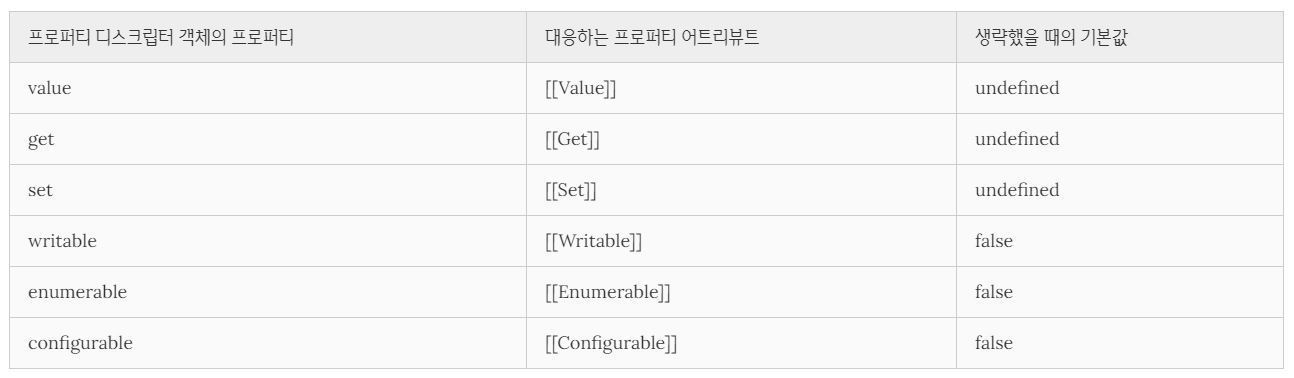 프로퍼티 디스크립터 객체의 프로퍼티 대응하는 프로퍼티 어트리뷰트 생략했을 때의 기본값
value [[Value]] undefined
get [[Get]] undefined
set [[Set]] undefined
writable [[Writable]] false
enumerable [[Enumerable]] false
configurable [[Configurable]] false